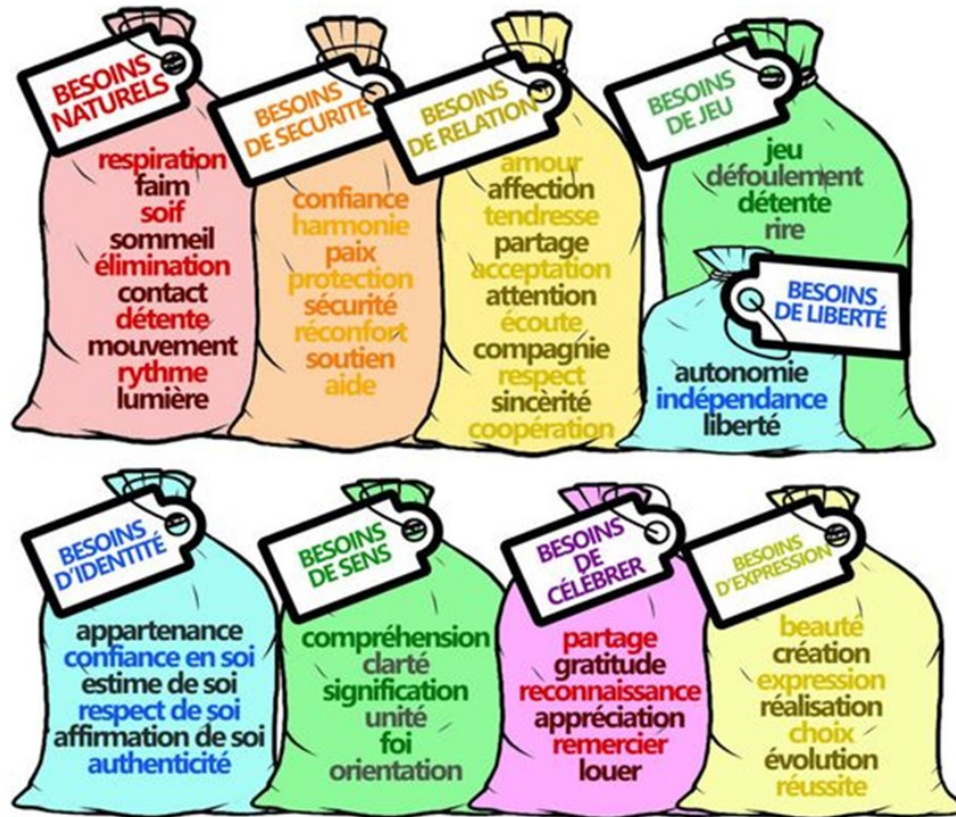 BESOINS
NATURELS
respiration
faim
soif
sommeil
élimination
contact
détente
mouvement
rythme
lumière
BESOINS
DE SECURITÉ
confiance
harmonie
paix
protection
sécurité
réconfort
soutien
aide
BESOINS
DE RELATION
amour
affection
tendresse
partage
acceptation
attention
écoute
compagnie
respect
sincèrité
coopération
BESOINS
DE JEU
jeu
défoulement
détente
rire
BESOINS
DE LIBERTÉ
autonomie
indépendance
liberté
BESOINS
D'IDENTITÉ
appartenance
confiance en soi
estime de soi
respect de soi
affirmation de soi
authenticité
BESOINS
DE SENS
compréhension
clarté
signification
unité
foi
orientation
BESOINS
DE
CÉLÉBRER
partage
gratitude
reconnaissance
appréciation
remercier
louer
BESOINS
D'EXPRESSION
beauté
création
expression
réalisation
choix
évolution
réussite